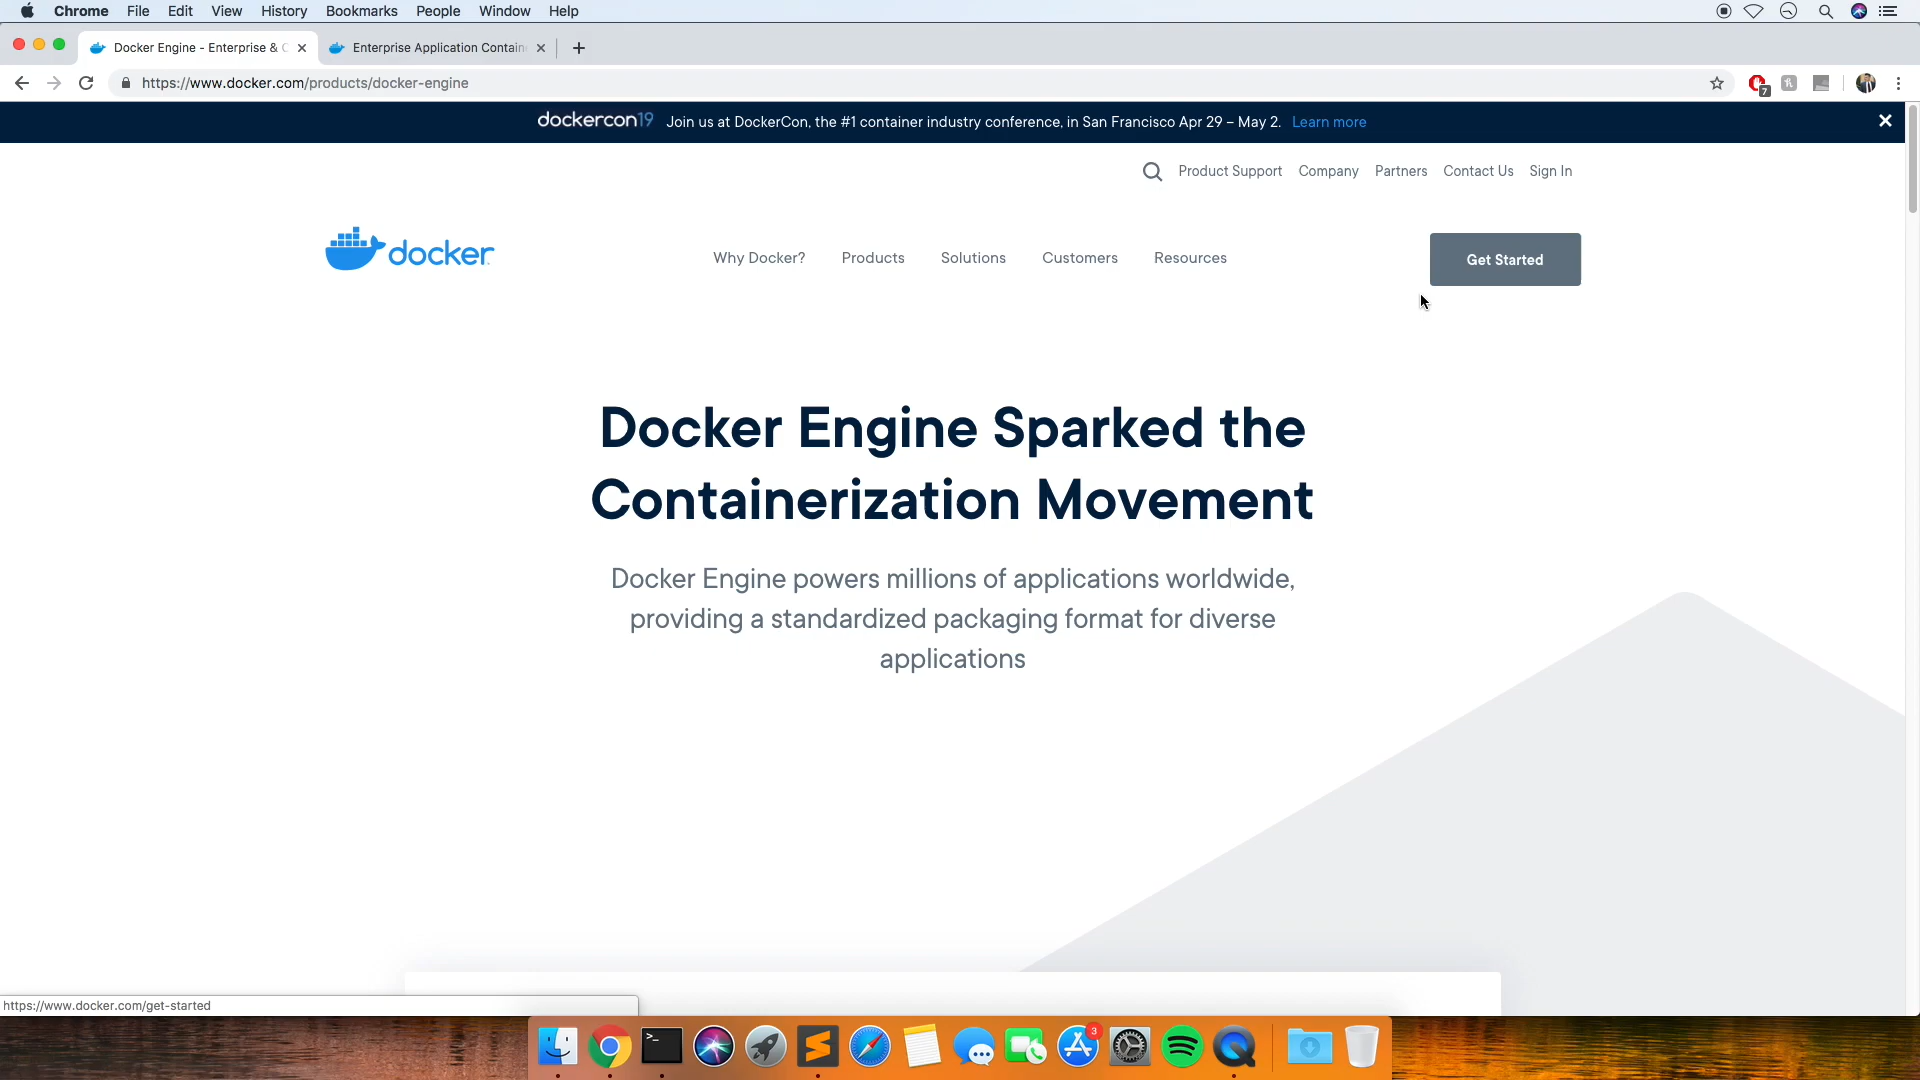 Chrome File Edit View History Bookmarks People Window Help
Docker Engine - Enterprise & C
Enterprise Application Contain
https://www.docker.com/products/docker-engine
7
dockercon19 Join us at DockerCon, the #1 container industry conference, in San Francisco Apr 29 – May 2. Learn more
Product Support Company Partners Contact Us Sign In
docker
Why Docker? Products Solutions Customers Resources
Get Started
Docker Engine Sparked the
Containerization Movement
Docker Engine powers millions of applications worldwide,
providing a standardized packaging format for diverse
applications
https://www.docker.com/get-started
3